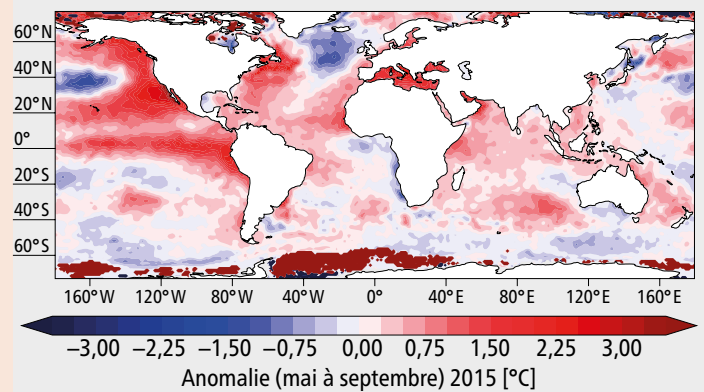 60°N
40°N
20°N
0°
20°S
40°S
60°S
160°W 120°W 80°W 40°W 0° 40°E 80°E 120°E 160°E
−3,00 −2,25 −1,50 −0,75 0,00 0,75 1,50 2,25 3,00
Anomalie (mai à septembre) 2015 [°C]